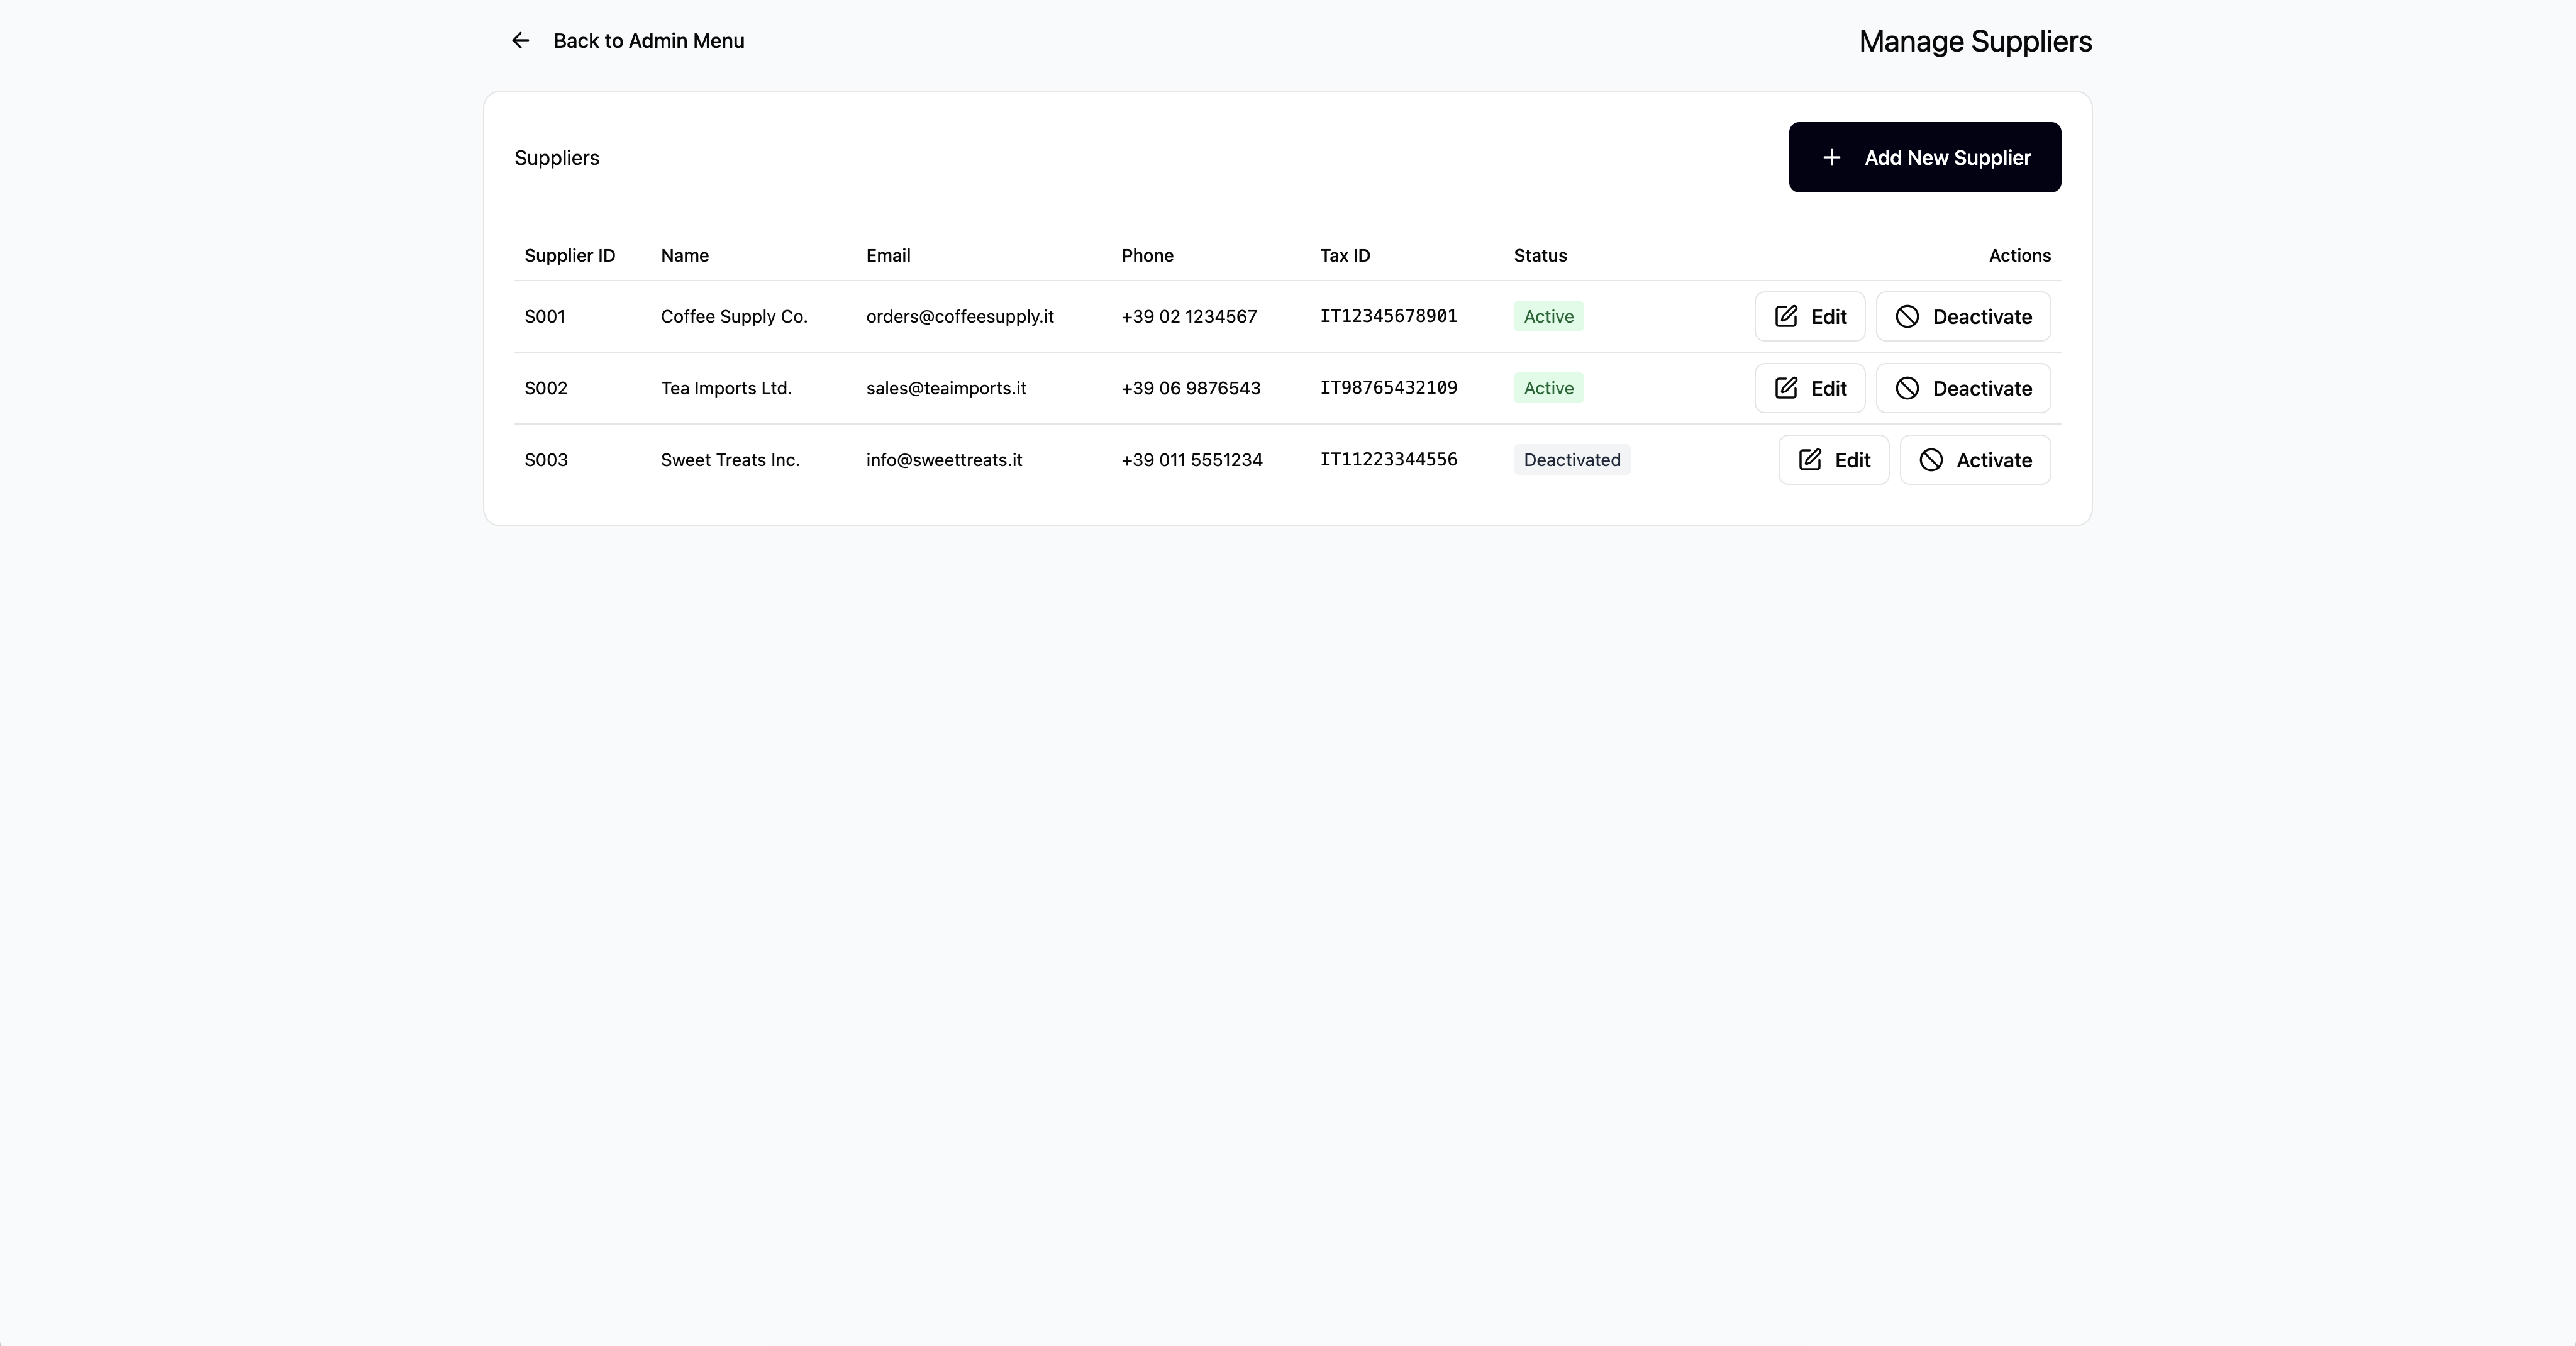 Back to Admin Menu
Manage Suppliers
Suppliers
Add New Supplier
Supplier ID Name Email Phone Tax ID Status Actions
S001 Coffee Supply Co. orders@coffeesupply.it +39 02 1234567 IT12345678901 Active Edit Deactivate
S002 Tea Imports Ltd. sales@teaimports.it +39 06 9876543 IT98765432109 Active Edit Deactivate
S003 Sweet Treats Inc. info@sweettreats.it +39 011 5551234 IT11223344556 Deactivated Edit Activate